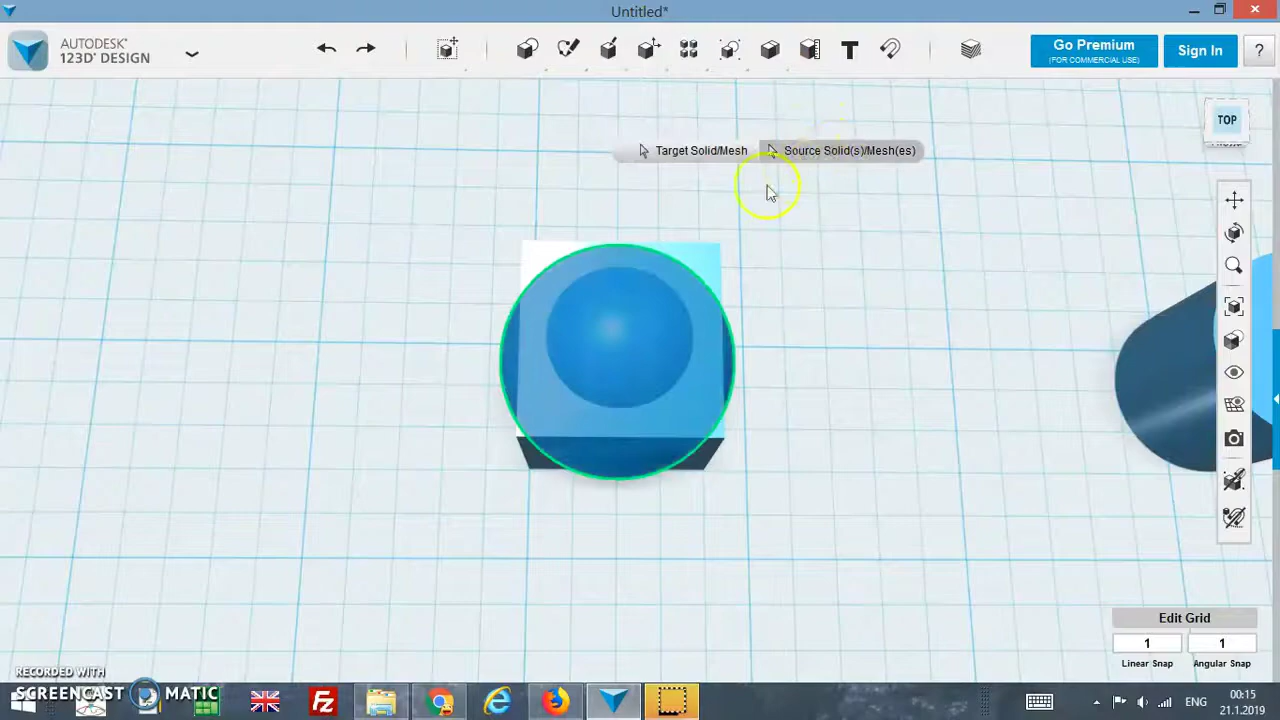 Untitled*
AUTODESK®
123D® DESIGN
Go Premium
(FOR COMMERCIAL USE)
Sign In
?
T
TOP
Target Solid/Mesh
Source Solid(s)/Mesh(es)
Edit Grid
1
1
Linear Snap
Angular Snap
RECORDED WITH
SCREENCAST MATIC
ENG
00:15
21.1.2019